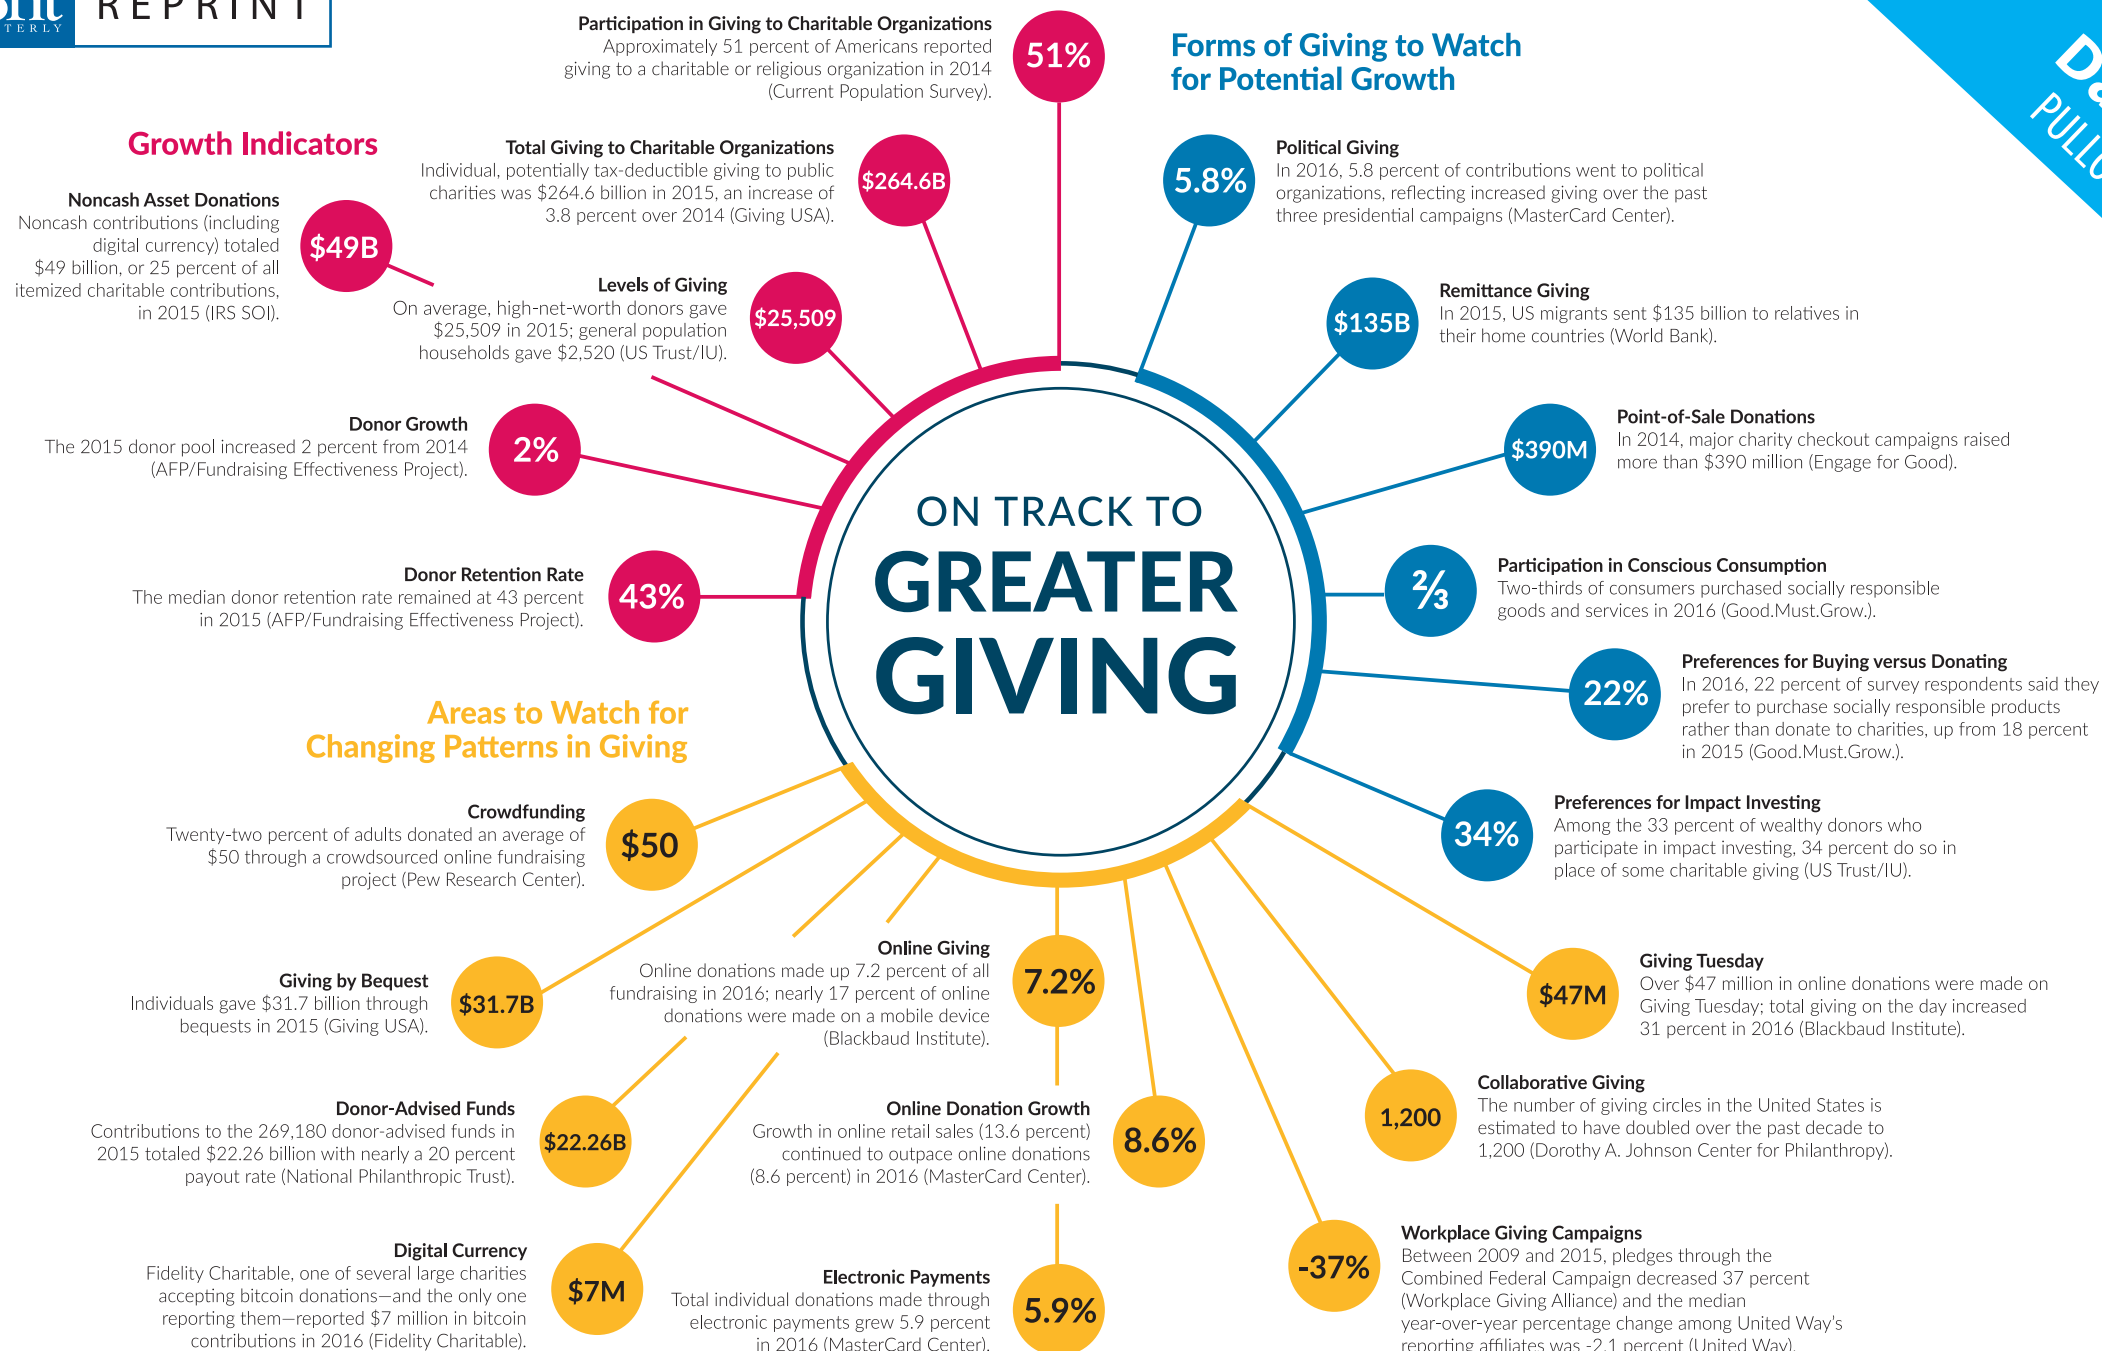 REPRINT
Participation in Giving to Charitable Organizations
Approximately 51 percent of Americans reported
giving to a charitable or religious organization in 2014
(Current Population Survey).
51%
Growth Indicators
Total Giving to Charitable Organizations
Individual, potentially tax-deductible giving to public
charities was $264.6 billion in 2015, an increase of
3.8 percent over 2014 (Giving USA).
$264.6B
Noncash Asset Donations
Noncash contributions (including
digital currency) totaled
$49 billion, or 25 percent of all
itemized charitable contributions,
in 2015 (IRS SOI).
$49B
Levels of Giving
On average, high-net-worth donors gave
$25,509 in 2015; general population
households gave $2,520 (US Trust/IU).
$25,509
Donor Growth
The 2015 donor pool increased 2 percent from 2014
(AFP/Fundraising Effectiveness Project).
2%
Donor Retention Rate
The median donor retention rate remained at 43 percent
in 2015 (AFP/Fundraising Effectiveness Project).
43%
ON TRACK TO
GREATER
GIVING
Forms of Giving to Watch
for Potential Growth
5.8%
Political Giving
In 2016, 5.8 percent of contributions went to political
organizations, reflecting increased giving over the past
three presidential campaigns (MasterCard Center).
$135B
Remittance Giving
In 2015, US migrants sent $135 billion to relatives in
their home countries (World Bank).
$390M
Point-of-Sale Donations
In 2014, major charity checkout campaigns raised
more than $390 million (Engage for Good).
⅔
Participation in Conscious Consumption
Two-thirds of consumers purchased socially responsible
goods and services in 2016 (Good.Must.Grow.).
22%
Preferences for Buying versus Donating
In 2016, 22 percent of survey respondents said they
prefer to purchase socially responsible products
rather than donate to charities, up from 18 percent
in 2015 (Good.Must.Grow.).
34%
Preferences for Impact Investing
Among the 33 percent of wealthy donors who
participate in impact investing, 34 percent do so in
place of some charitable giving (US Trust/IU).
Areas to Watch for
Changing Patterns in Giving
Crowdfunding
Twenty-two percent of adults donated an average of
$50 through a crowdsourced online fundraising
project (Pew Research Center).
$50
Giving by Bequest
Individuals gave $31.7 billion through
bequests in 2015 (Giving USA).
$31.7B
Donor-Advised Funds
Contributions to the 269,180 donor-advised funds in
2015 totaled $22.26 billion with nearly a 20 percent
payout rate (National Philanthropic Trust).
$22.26B
Digital Currency
Fidelity Charitable, one of several large charities
accepting bitcoin donations—and the only one
reporting them—reported $7 million in bitcoin
contributions in 2016 (Fidelity Charitable).
$7M
Online Giving
Online donations made up 7.2 percent of all
fundraising in 2016; nearly 17 percent of online
donations were made on a mobile device
(Blackbaud Institute).
7.2%
Online Donation Growth
Growth in online retail sales (13.6 percent)
continued to outpace online donations
(8.6 percent) in 2016 (MasterCard Center).
8.6%
Electronic Payments
Total individual donations made through
electronic payments grew 5.9 percent
in 2016 (MasterCard Center).
5.9%
$47M
Giving Tuesday
Over $47 million in online donations were made on
Giving Tuesday; total giving on the day increased
31 percent in 2016 (Blackbaud Institute).
1,200
Collaborative Giving
The number of giving circles in the United States is
estimated to have doubled over the past decade to
1,200 (Dorothy A. Johnson Center for Philanthropy).
-37%
Workplace Giving Campaigns
Between 2009 and 2015, pledges through the
Combined Federal Campaign decreased 37 percent
(Workplace Giving Alliance) and the median
year-over-year percentage change among United Way's
reporting affiliates was -2.1 percent (United Way).